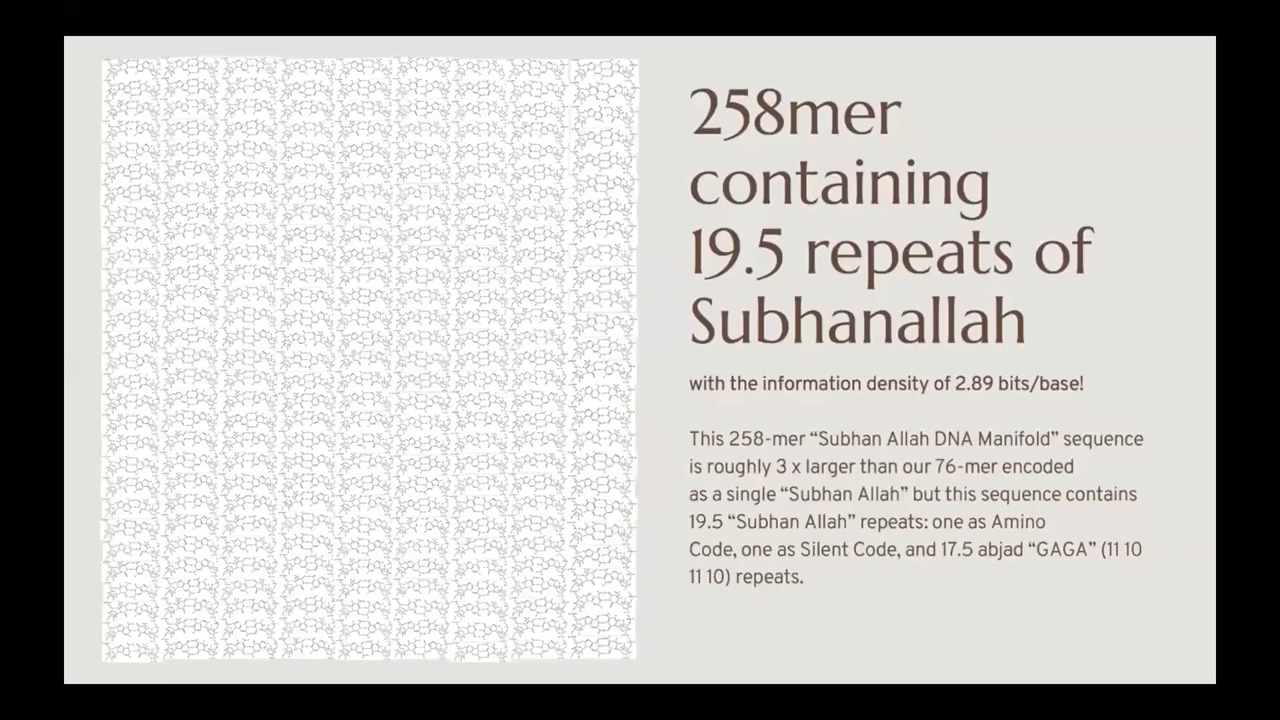 258mer
containing
19.5 repeats of
Subhanallah
with the information density of 2.89 bits/base!
This 258-mer “Subhan Allah DNA Manifold” sequence
is roughly 3 x larger than our 76-mer encoded
as a single “Subhan Allah” but this sequence contains
19.5 “Subhan Allah” repeats: one as Amino
Code, one as Silent Code, and 17.5 abjad “GAGA” (11 10
11 10) repeats.